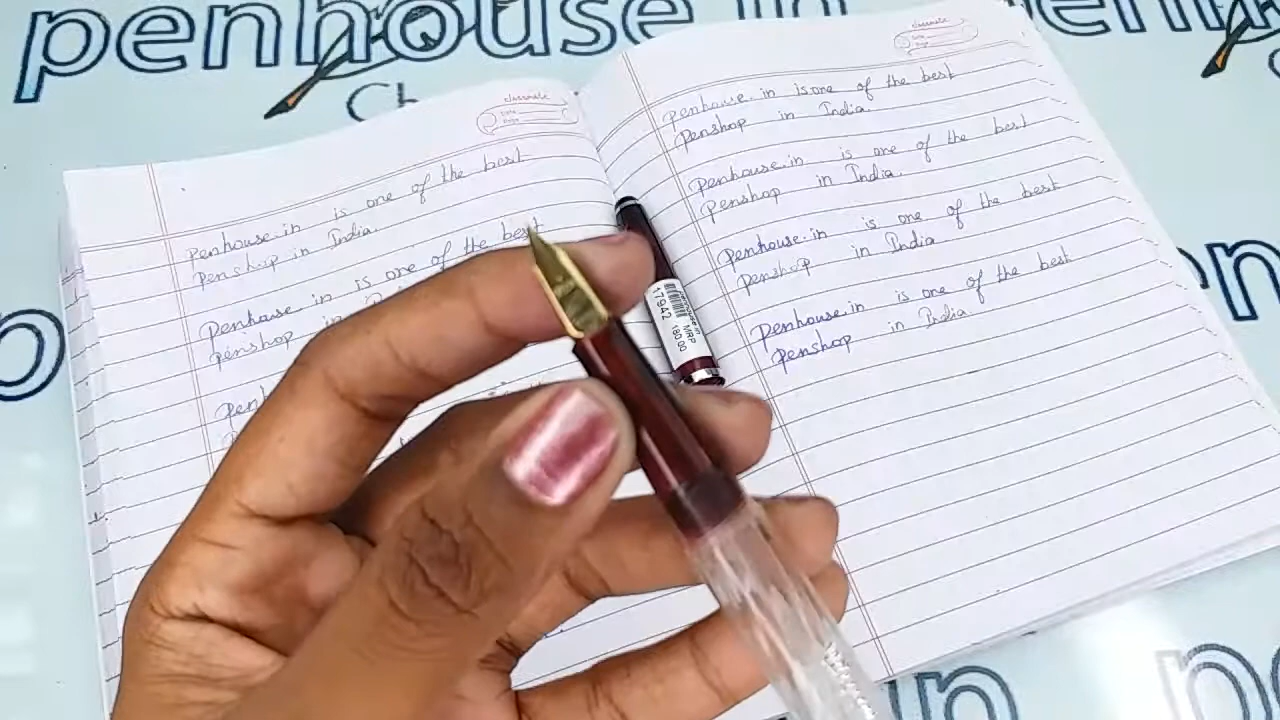 penhouse.in
classmate
Date
Page
Penhouse.in is one of the best
Penshop in India.
Penhouse in is one of the best
penshop in
classmate
Date
Page
Penhouse.in is one of the best
Penshop in India.
Penhouse.in is one of the best
penshop in India.
Penhouse.in is one of the best
penshop in India
Penhouse.in is one of the best
Penshop in India
17942 MRP 180.00